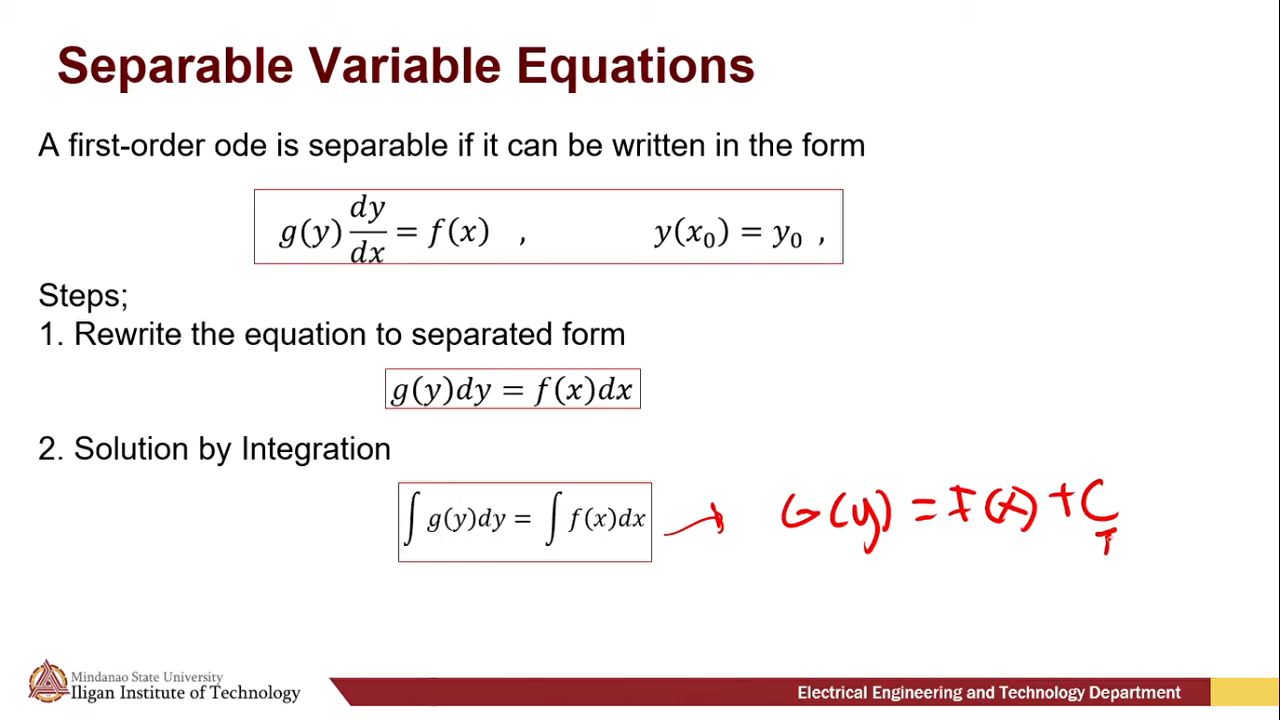 Separable Variable Equations
A first-order ode is separable if it can be written in the form
g(y) dy/dx = f(x) , y(x₀) = y₀ ,
Steps;
1. Rewrite the equation to separated form
g(y)dy = f(x)dx
2. Solution by Integration
∫ g(y)dy = ∫ f(x)dx → G(y) = F(x) + C
Mindanao State University
Iligan Institute of Technology
Electrical Engineering and Technology Department